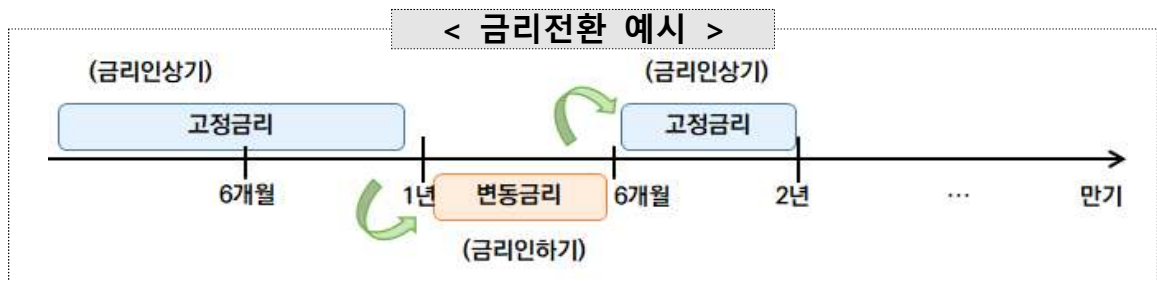 < 금리전환 예시 >
(금리인상기) (금리인상기)
고정금리 고정금리
6개월 1년 변동금리 6개월 2년 … 만기
(금리인하기)